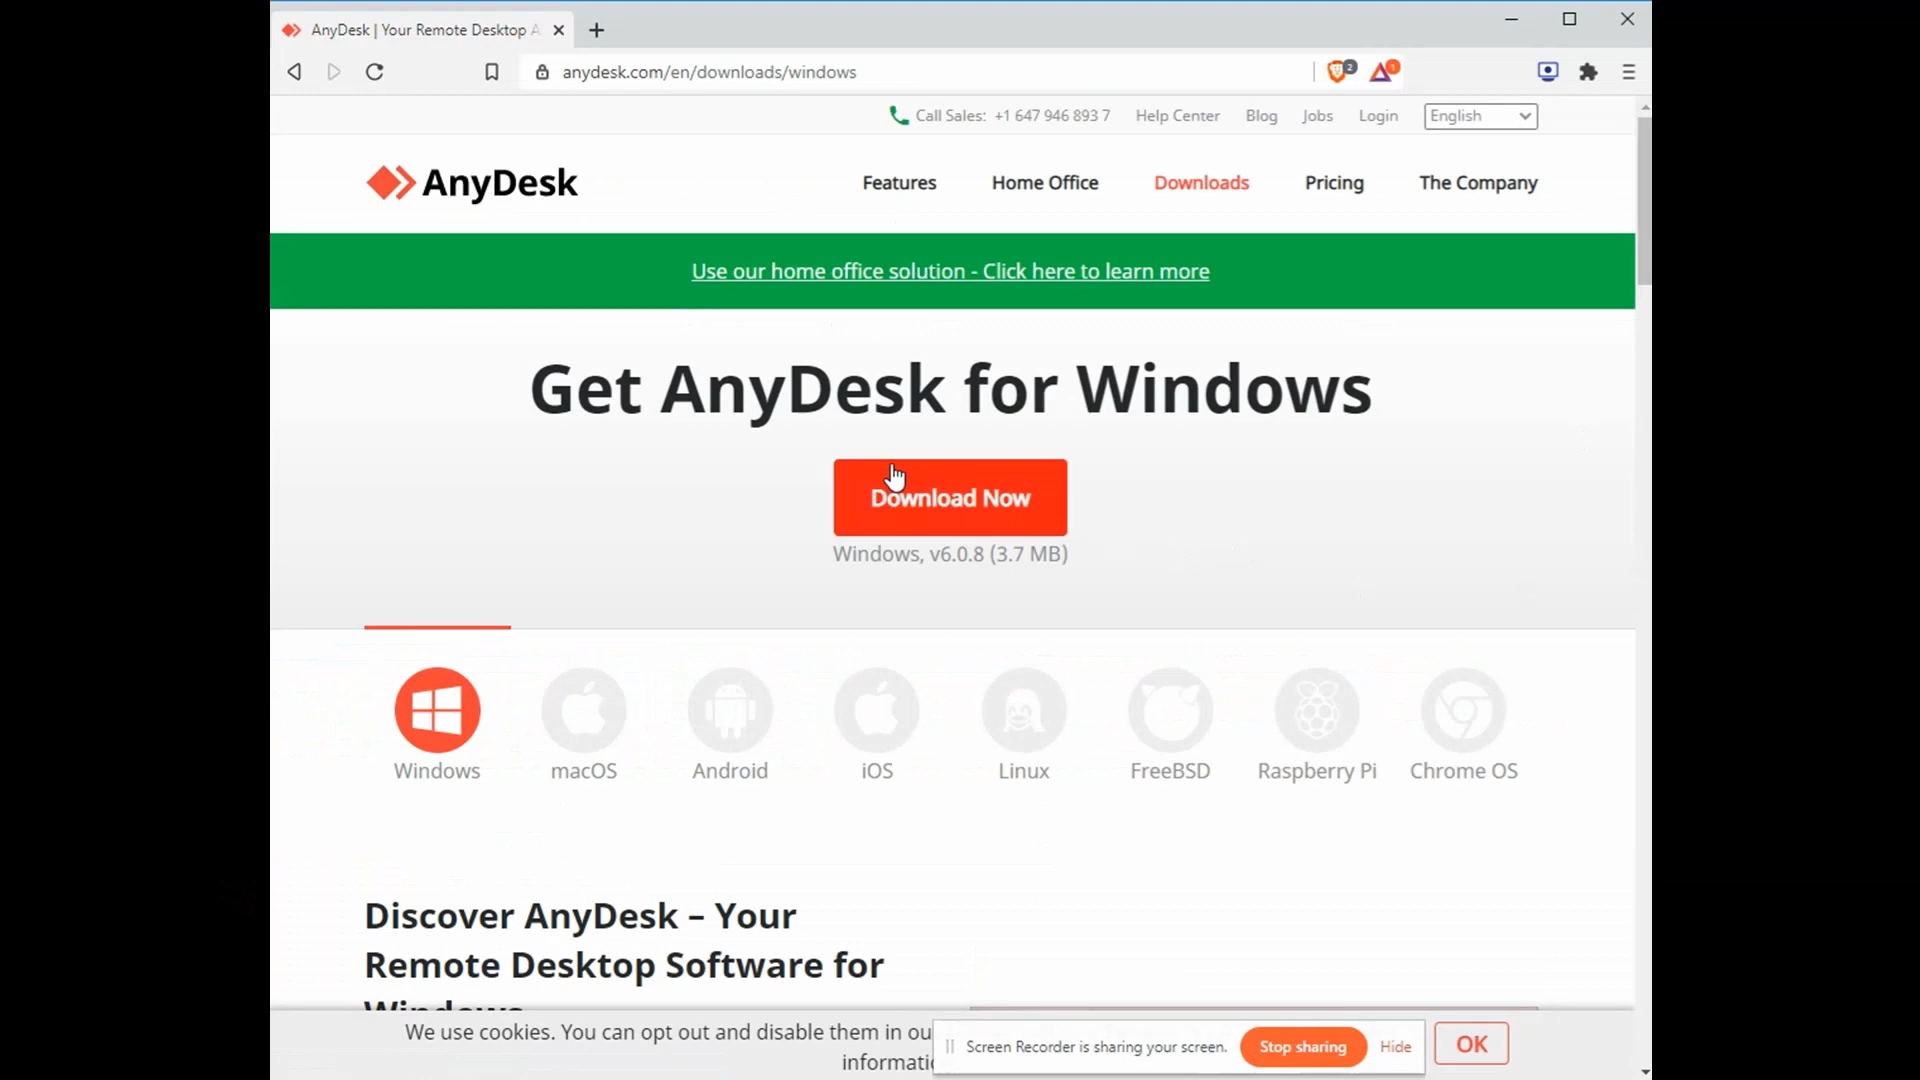 AnyDesk | Your Remote Desktop A
anydesk.com/en/downloads/windows
2
1
Call Sales: +1 647 946 893 7
Help Center
Blog
Jobs
Login
English
AnyDesk
Features
Home Office
Downloads
Pricing
The Company
Use our home office solution - Click here to learn more
Get AnyDesk for Windows
Download Now
Windows, v6.0.8 (3.7 MB)
Windows
macOS
Android
iOS
Linux
FreeBSD
Raspberry Pi
Chrome OS
Discover AnyDesk – Your
Remote Desktop Software for
Windows
We use cookies. You can opt out and disable them in ou
informatio
Screen Recorder is sharing your screen.
Stop sharing
Hide
OK